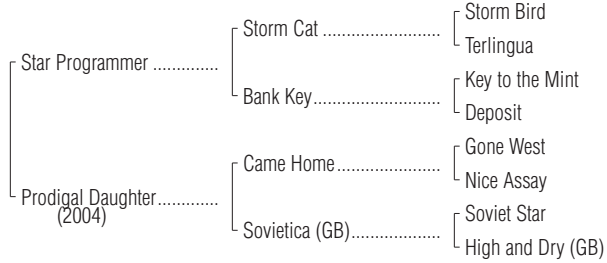 Storm Bird
Storm Cat ........................
Terlingua
Star Programmer ..............
Key to the Mint
Bank Key..........................
Deposit
Gone West
Came Home.....................
Nice Assay
Prodigal Daughter.............
(2004)
Soviet Star
Sovietica (GB)..................
High and Dry (GB)